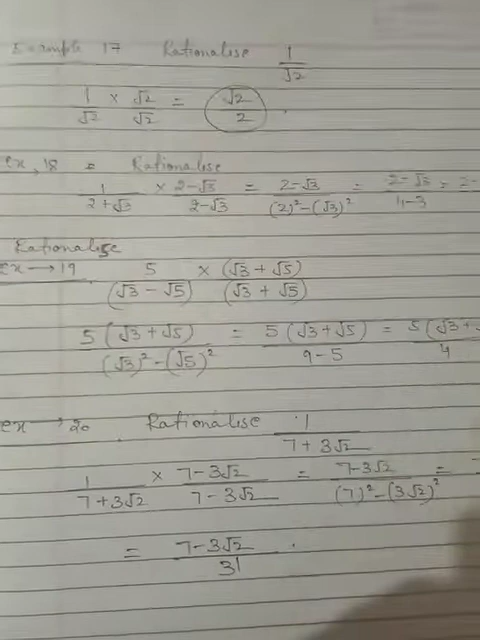 Example 17 Rationalise 1/√2
1/√2 × √2/√2 = √2/2 .
ex, 18 = Rationalise
1/(2+√3) × (2-√3)/(2-√3) = (2-√3)/((2)²-(√3)²) = (2-√3)/(4-3) = 2-
Rationalise
Ex → 19 5/(√3 - √5) × (√3 + √5)/(√3 + √5)
5(√3 + √5)/((√3)² - (√5)²) = 5(√3 + √5)/(9-5) = 5(√3 +/4
ex → 20 Rationalise 1/(7+3√2)
1/(7+3√2) × (7-3√2)/(7-3√2) = (7-3√2)/((7)²-(3√2)²) =
= (7-3√2)/31 .